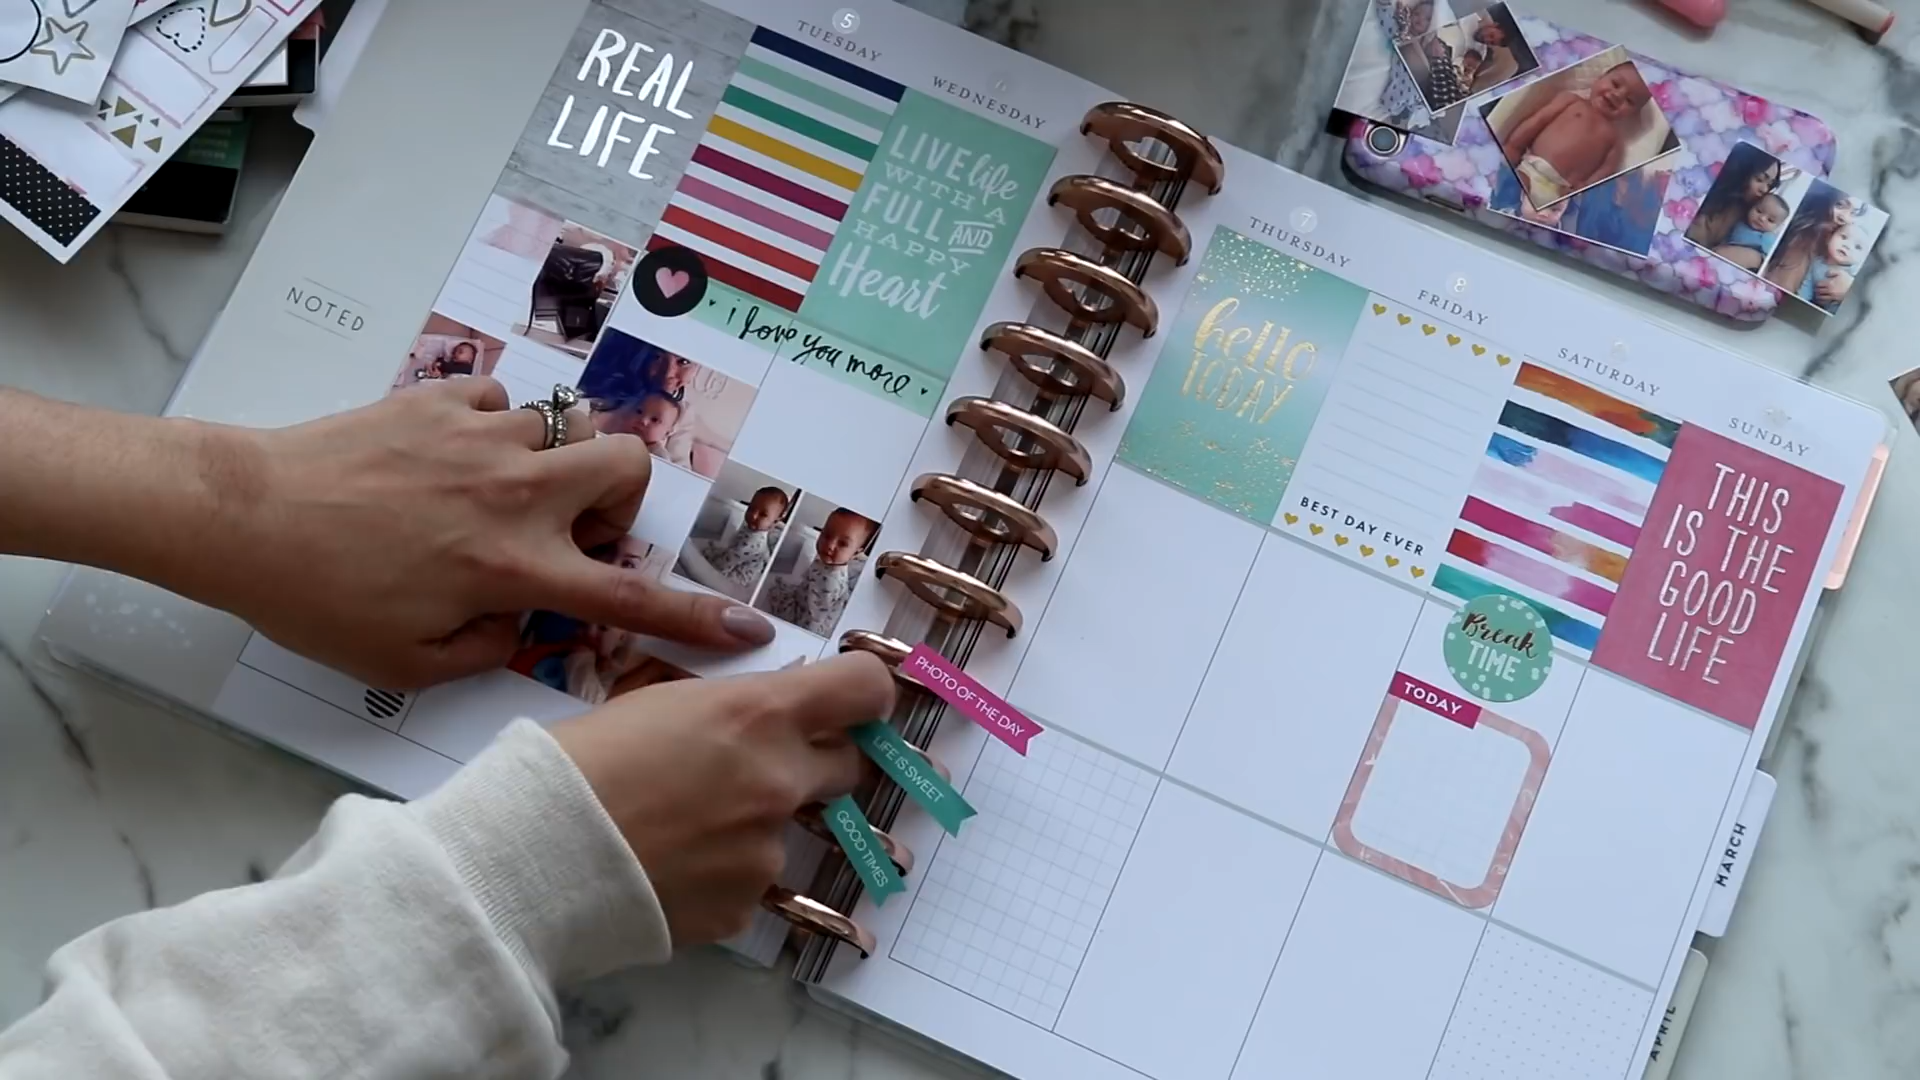 NOTED
REAL
LIFE
5
TUESDAY
WEDNESDAY
LIVE life
WITH A
FULL AND
HAPPY
Heart
i love you more
7
THURSDAY
hello
TODAY
8
FRIDAY
BEST DAY EVER
SATURDAY
SUNDAY
THIS
IS THE
GOOD
LIFE
Break
TIME
TODAY
PHOTO OF THE DAY
LIFE IS SWEET
GOOD TIMES
MARCH
APRIL